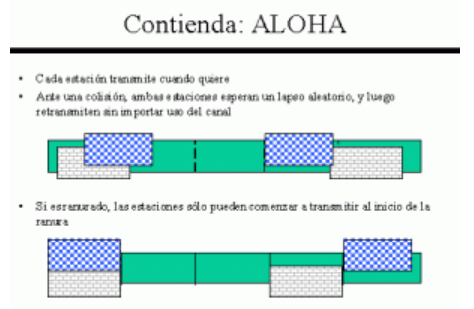 Contienda: ALOHA
• Cada estación transmite cuando quiere
• Ante una colisión, ambas estaciones esperan un lapso aleatorio, y luego
retransmiten sin importar uso del canal
• Si es ranurado, las estaciones sólo pueden comenzar a transmitir al inicio de la
ranura